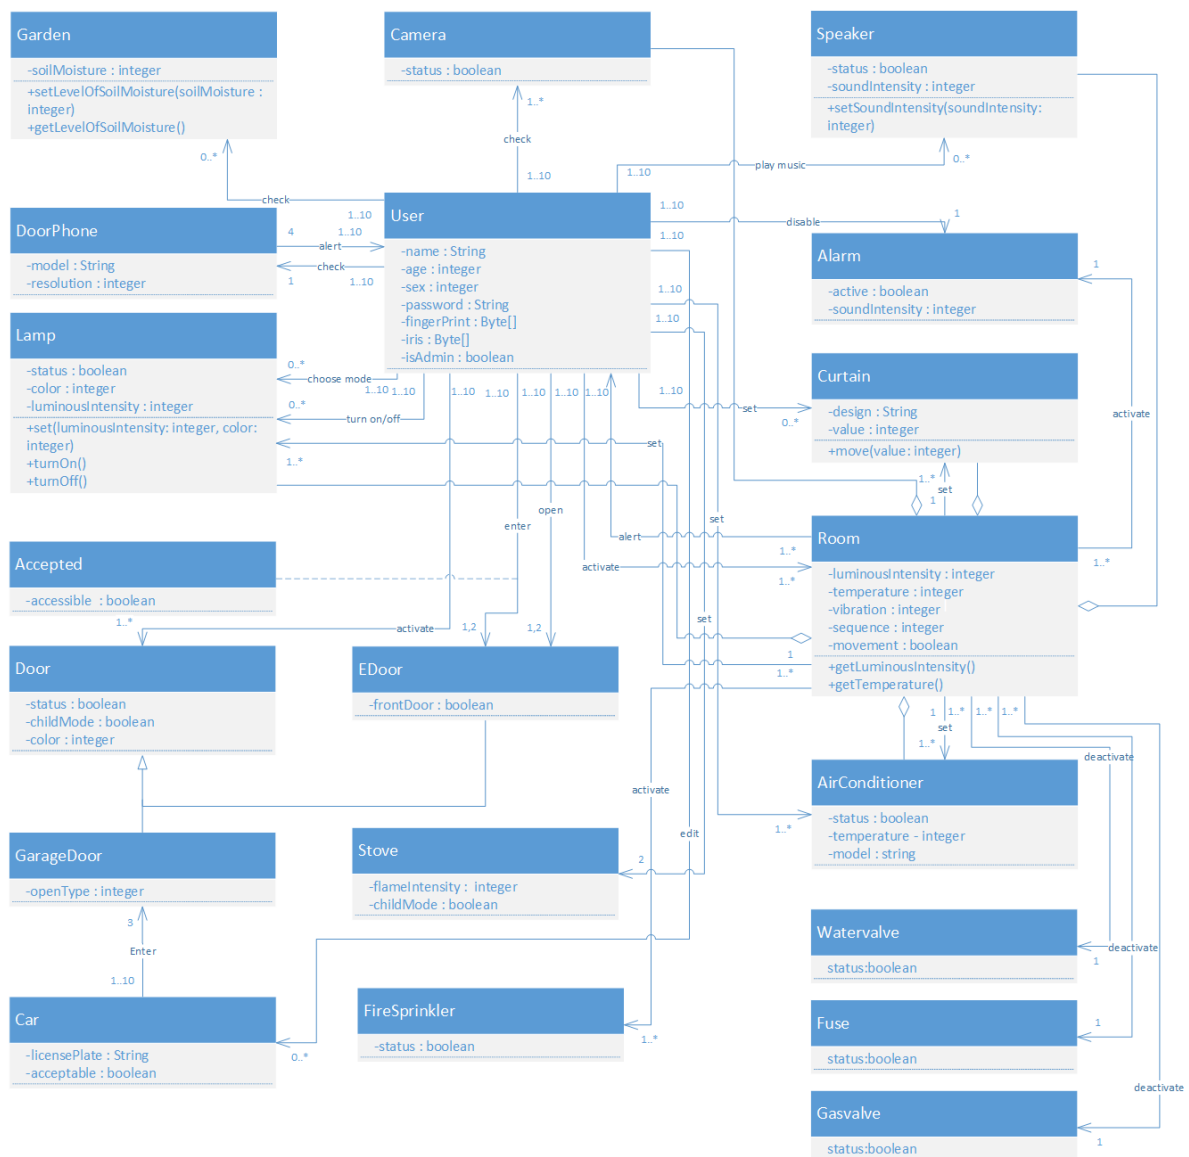 Garden
-soilMoisture : integer
+setLevelOfSoilMoisture(soilMoisture :
integer)
+getLevelOfSoilMoisture()
0..*
check
1..10
Camera
-status : boolean
1..*
check
1..10
Speaker
-status : boolean
-soundIntensity : integer
+setSoundIntensity(soundIntensity:
integer)
0..*
play music
1..10
User
-name : String
-age : integer
-sex : integer
-password : String
-fingerPrint : Byte[]
-iris : Byte[]
-isAdmin : boolean
DoorPhone
-model : String
-resolution : integer
4
1..10
alert
check
1
1..10
1..10
disable
1
1..10
1..10
1..10
Alarm
-active : boolean
-soundIntensity : integer
1
activate
Lamp
-status : boolean
-color : integer
-luminousIntensity : integer
+set(luminousIntensity: integer, color:
integer)
+turnOn()
+turnOff()
0..*
choose mode
1..10
0..*
turn on/off
1..10
1..10
1..10
1..10
1..10
1..10
1..10
set
1..*
set
0..*
Curtain
-design : String
-value : integer
+move(value: integer)
1..*
1
set
open
enter
set
alert
1..*
activate
1..*
1..*
Room
-luminousIntensity : integer
-temperature : integer
-vibration : integer
-sequence : integer
-movement : boolean
+getLuminousIntensity()
+getTemperature()
Accepted
-accessible : boolean
1..*
activate
1,2
1,2
set
1
1..*
Door
-status : boolean
-childMode : boolean
-color : integer
EDoor
-frontDoor : boolean
1
1..*
1..*
1..*
set
1..*
deactivate
activate
AirConditioner
-status : boolean
-temperature - integer
-model : string
1..*
edit
GarageDoor
-openType : integer
3
Enter
1..10
Stove
-flameIntensity : integer
-childMode : boolean
2
Watervalve
status:boolean
1
deactivate
Car
-licensePlate : String
-acceptable : boolean
0..*
FireSprinkler
-status : boolean
1..*
Fuse
status:boolean
1
deactivate
Gasvalve
status:boolean
1